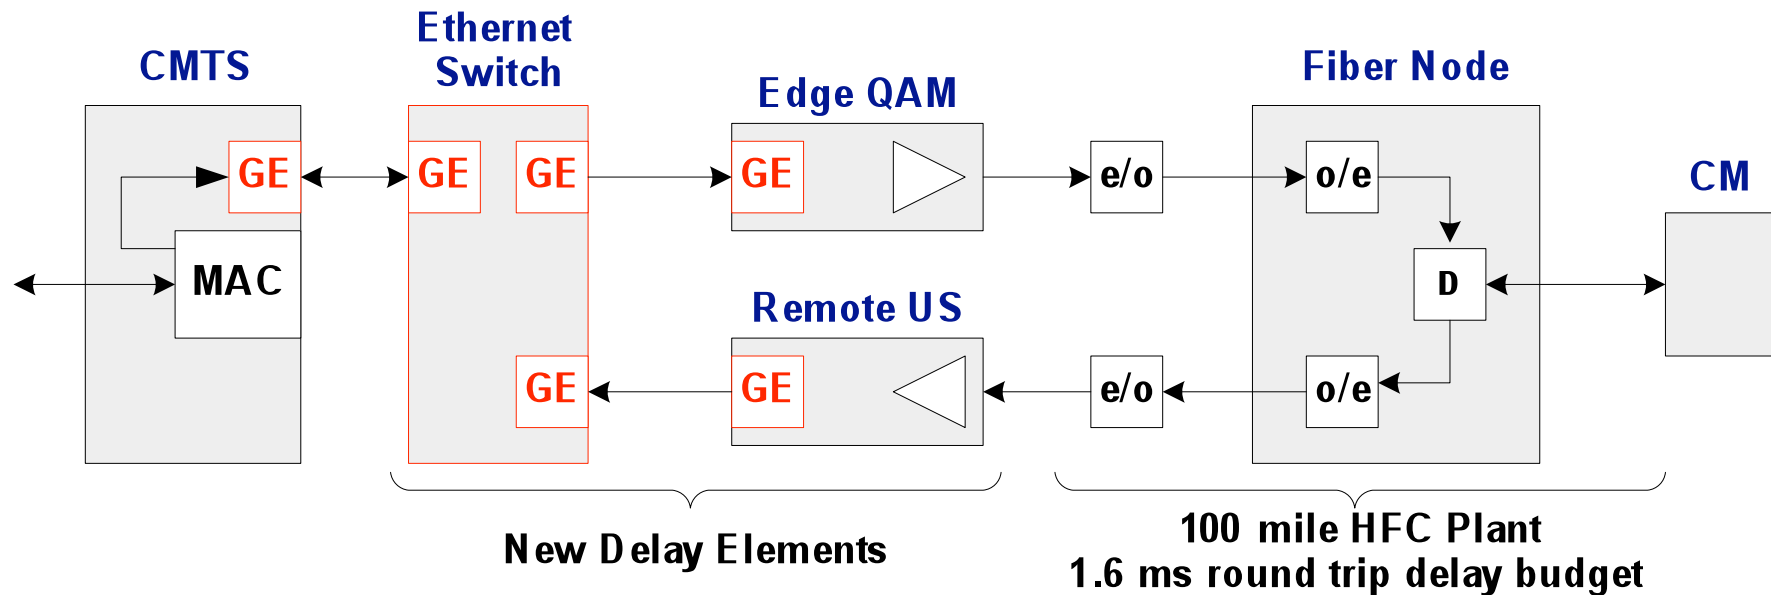 CMTS
Ethernet
Switch
Edge QAM
Fiber Node
CM
GE
GE
GE
GE
e/o
o/e
MAC
D
Remote US
GE
GE
e/o
o/e
New Delay Elements
100 mile HFC Plant
1.6 ms round trip delay budget